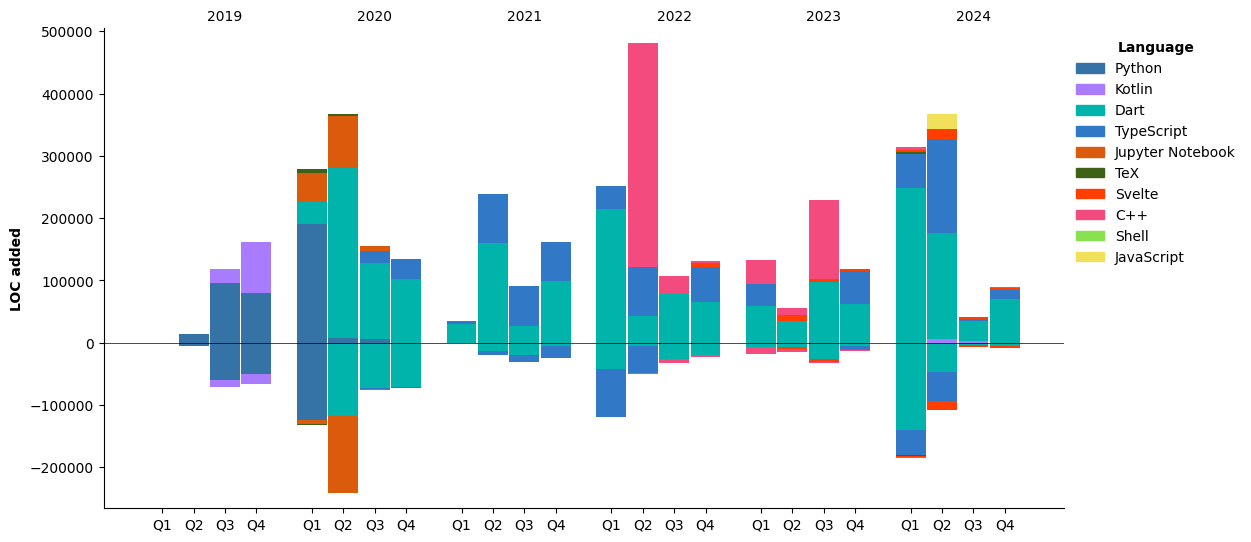 2019 2020 2021 2022 2023 2024
LOC added
500000
400000
300000
200000
100000
0
−100000
−200000
Q1 Q2 Q3 Q4 Q1 Q2 Q3 Q4 Q1 Q2 Q3 Q4 Q1 Q2 Q3 Q4 Q1 Q2 Q3 Q4 Q1 Q2 Q3 Q4
Language
Python
Kotlin
Dart
TypeScript
Jupyter Notebook
TeX
Svelte
C++
Shell
JavaScript